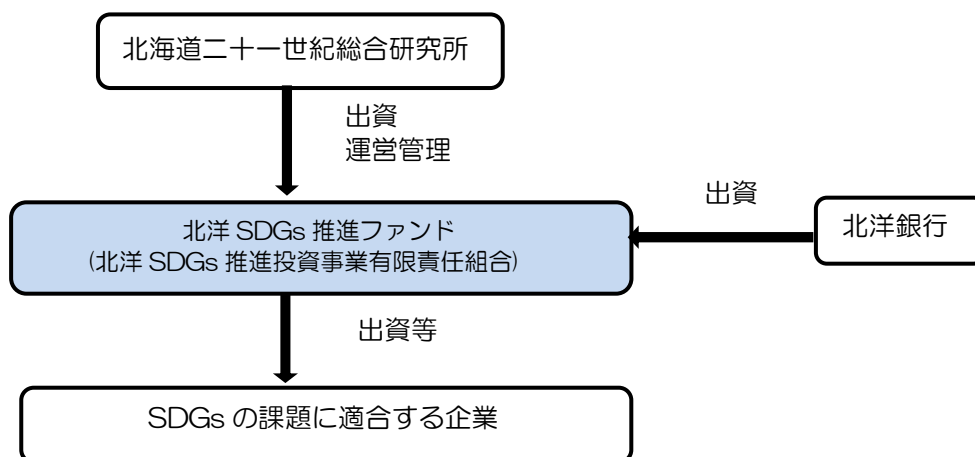 北海道二十一世紀総合研究所
出資
運営管理
出資
北洋 SDGs 推進ファンド
(北洋 SDGs 推進投資事業有限責任組合)
北洋銀行
出資等
SDGs の課題に適合する企業